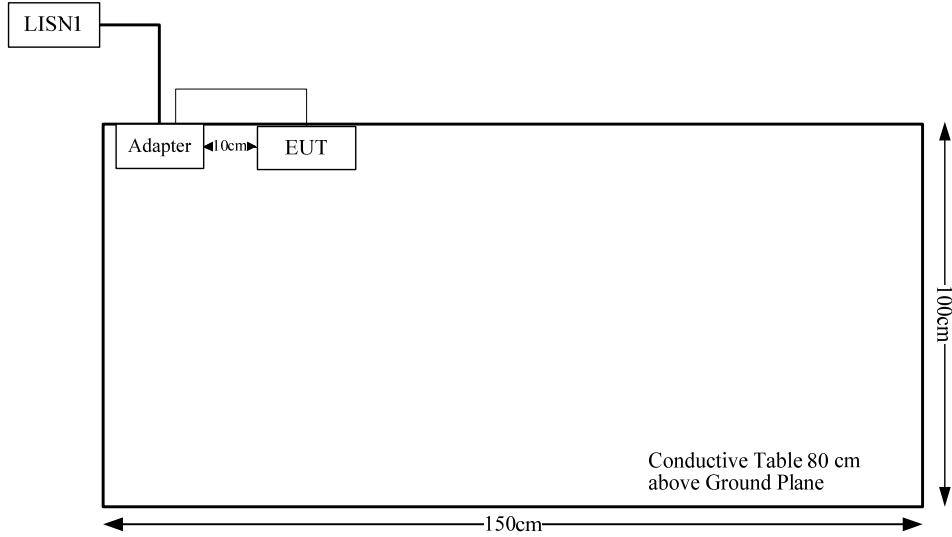 LISN1
Adapter
10cm
EUT
100cm
Conductive Table 80 cm
above Ground Plane
150cm